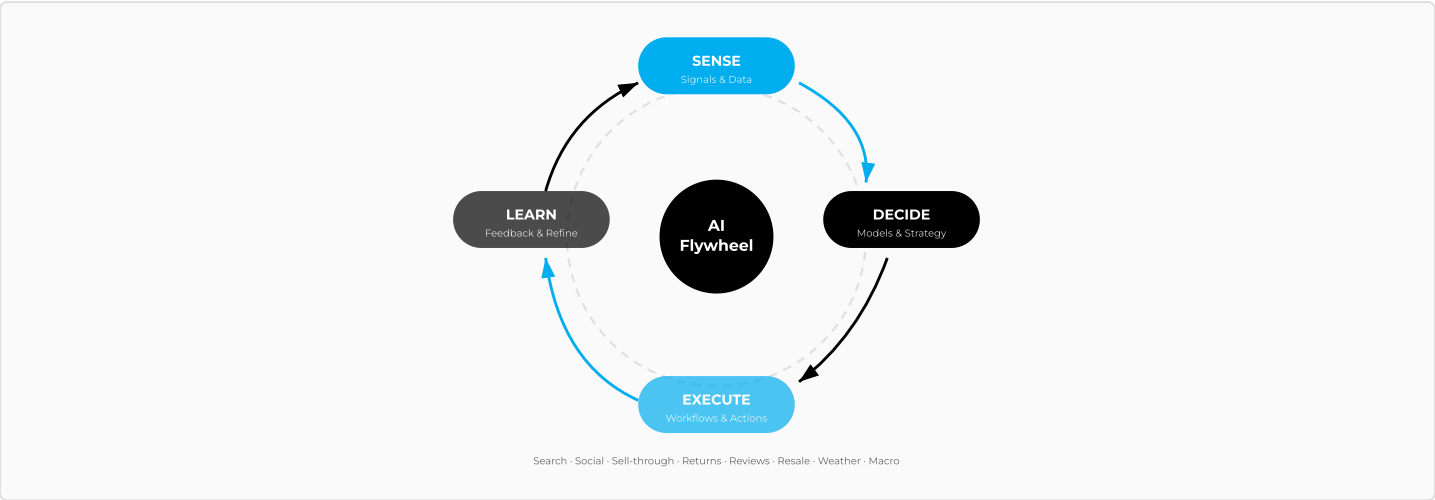 SENSE
Signals & Data
LEARN
Feedback & Refine
AI
Flywheel
DECIDE
Models & Strategy
EXECUTE
Workflows & Actions
Search · Social · Sell-through · Returns · Reviews · Resale · Weather · Macro